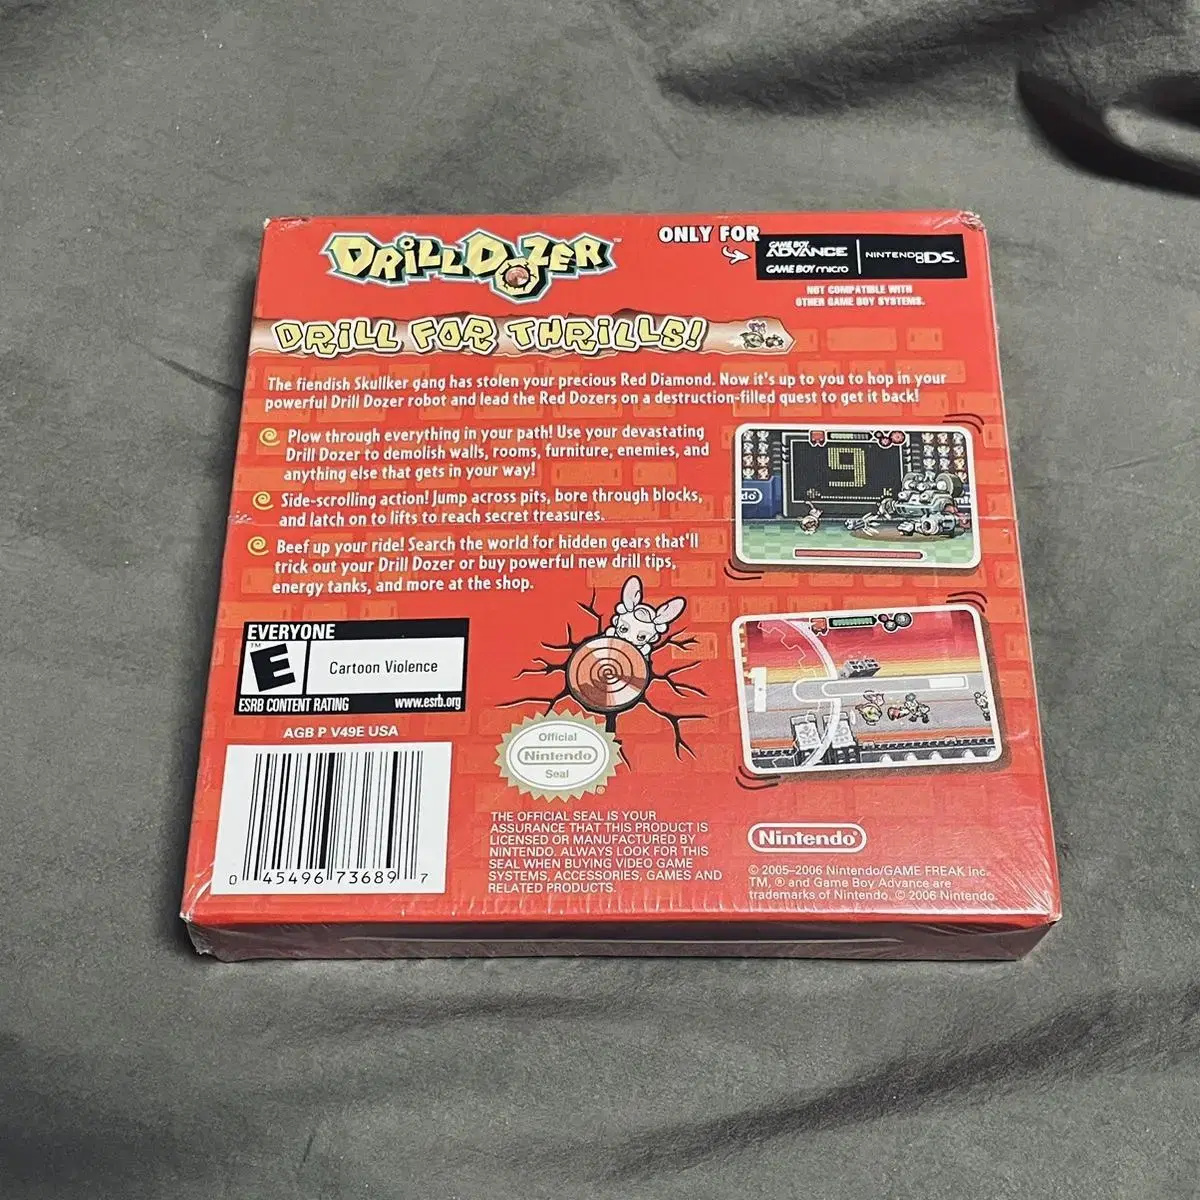 DRILL DOZER™
ONLY FOR
GAME BOY ADVANCE
GAME BOY micro
NINTENDO DS™
NOT COMPATIBLE WITH
OTHER GAME BOY SYSTEMS.
DRILL FOR THRILLS!
The fiendish Skullker gang has stolen your precious Red Diamond. Now it's up to you to hop in your
powerful Drill Dozer robot and lead the Red Dozers on a destruction-filled quest to get it back!
Plow through everything in your path! Use your devastating
Drill Dozer to demolish walls, rooms, furniture, enemies, and
anything else that gets in your way!
Side-scrolling action! Jump across pits, bore through blocks,
and latch on to lifts to reach secret treasures.
Beef up your ride! Search the world for hidden gears that'll
trick out your Drill Dozer or buy powerful new drill tips,
energy tanks, and more at the shop.
9
do
EVERYONE
E™
Cartoon Violence
ESRB CONTENT RATING www.esrb.org
AGB P V49E USA
0 45496 73689 7
Official
Nintendo
Seal
®
THE OFFICIAL SEAL IS YOUR
ASSURANCE THAT THIS PRODUCT IS
LICENSED OR MANUFACTURED BY
NINTENDO. ALWAYS LOOK FOR THIS
SEAL WHEN BUYING VIDEO GAME
SYSTEMS, ACCESSORIES, GAMES AND
RELATED PRODUCTS.
Nintendo®
© 2005–2006 Nintendo/GAME FREAK inc.
TM, ® and Game Boy Advance are
trademarks of Nintendo. © 2006 Nintendo.